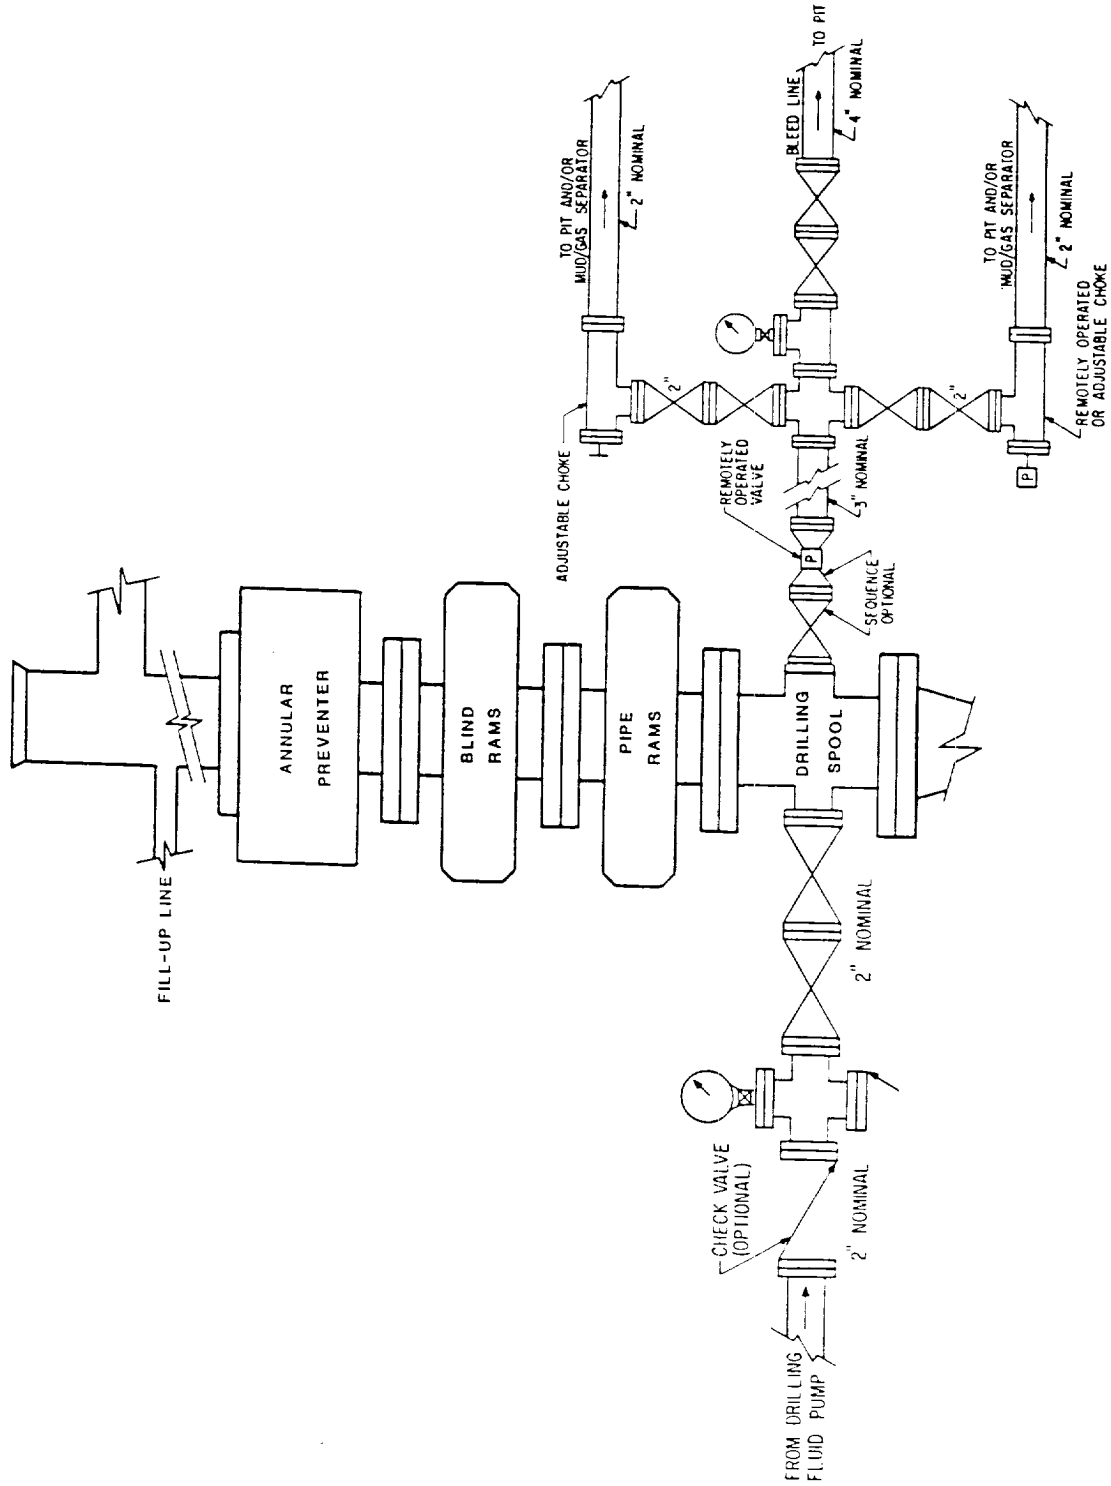 FILL-UP LINE
ANNULAR
PREVENTER
BLIND
RAMS
PIPE
RAMS
DRILLING
SPOOL
ADJUSTABLE CHOKE
TO PIT AND/OR
MUD/GAS SEPARATOR
2" NOMINAL
2"
REMOTELY
OPERATED
VALVE
P
SEQUENCE
OPTIONAL
3" NOMINAL
BLEED LINE
TO PIT
4" NOMINAL
2"
TO PIT AND/OR
MUD/GAS SEPARATOR
2" NOMINAL
P
REMOTELY OPERATED
OR ADJUSTABLE CHOKE
2" NOMINAL
CHECK VALVE
(OPTIONAL)
2" NOMINAL
FROM DRILLING
FLUID PUMP